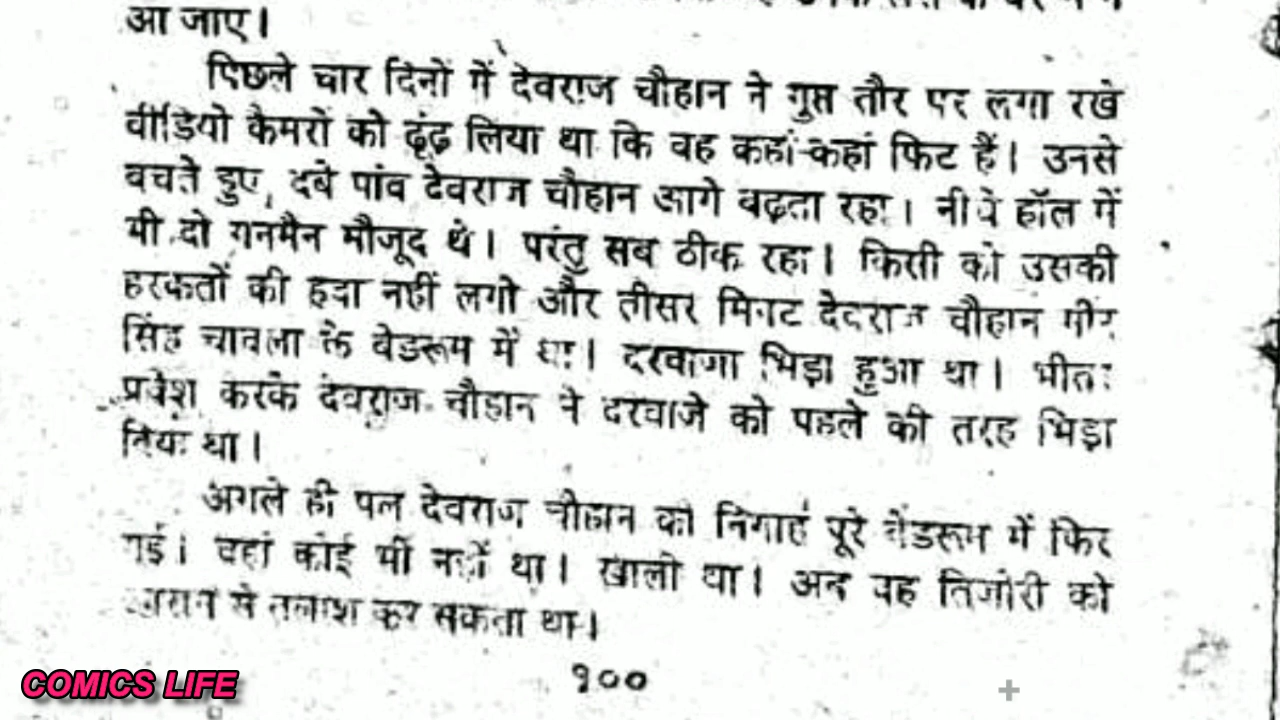 आ जाए।
पिछले चार दिनों में देवराज चौहान ने गुप्त तौर पर लगा रखे
वीडियो कैमरों को ढूंढ़ लिया था कि वह कहां-कहां फिट हैं। उनसे
बचते हुए, दबे पांव देवराज चौहान आगे बढ़ता रहा। नीचे हॉल में
भी दो गनमैन मौजूद थे। परंतु सब ठीक रहा। किसी को उसकी
हरकतों की हवा नहीं लगी और तीसरे मिनट देवराज चौहान
सिंह चावला के बेडरूम में था। दरवाजा भिड़ा हुआ था। भीतर
प्रवेश करके देवराज चौहान ने दरवाजे को पहले की तरह भिड़ा
दिया था।
अगले ही पल देवराज चौहान की निगाहें पूरे बेडरूम में फिर
गई। वहां कोई भी नहीं था। खाली था। अब वह तिजोरी को
से तलाश कर सकता था।
१००
COMICS LIFE